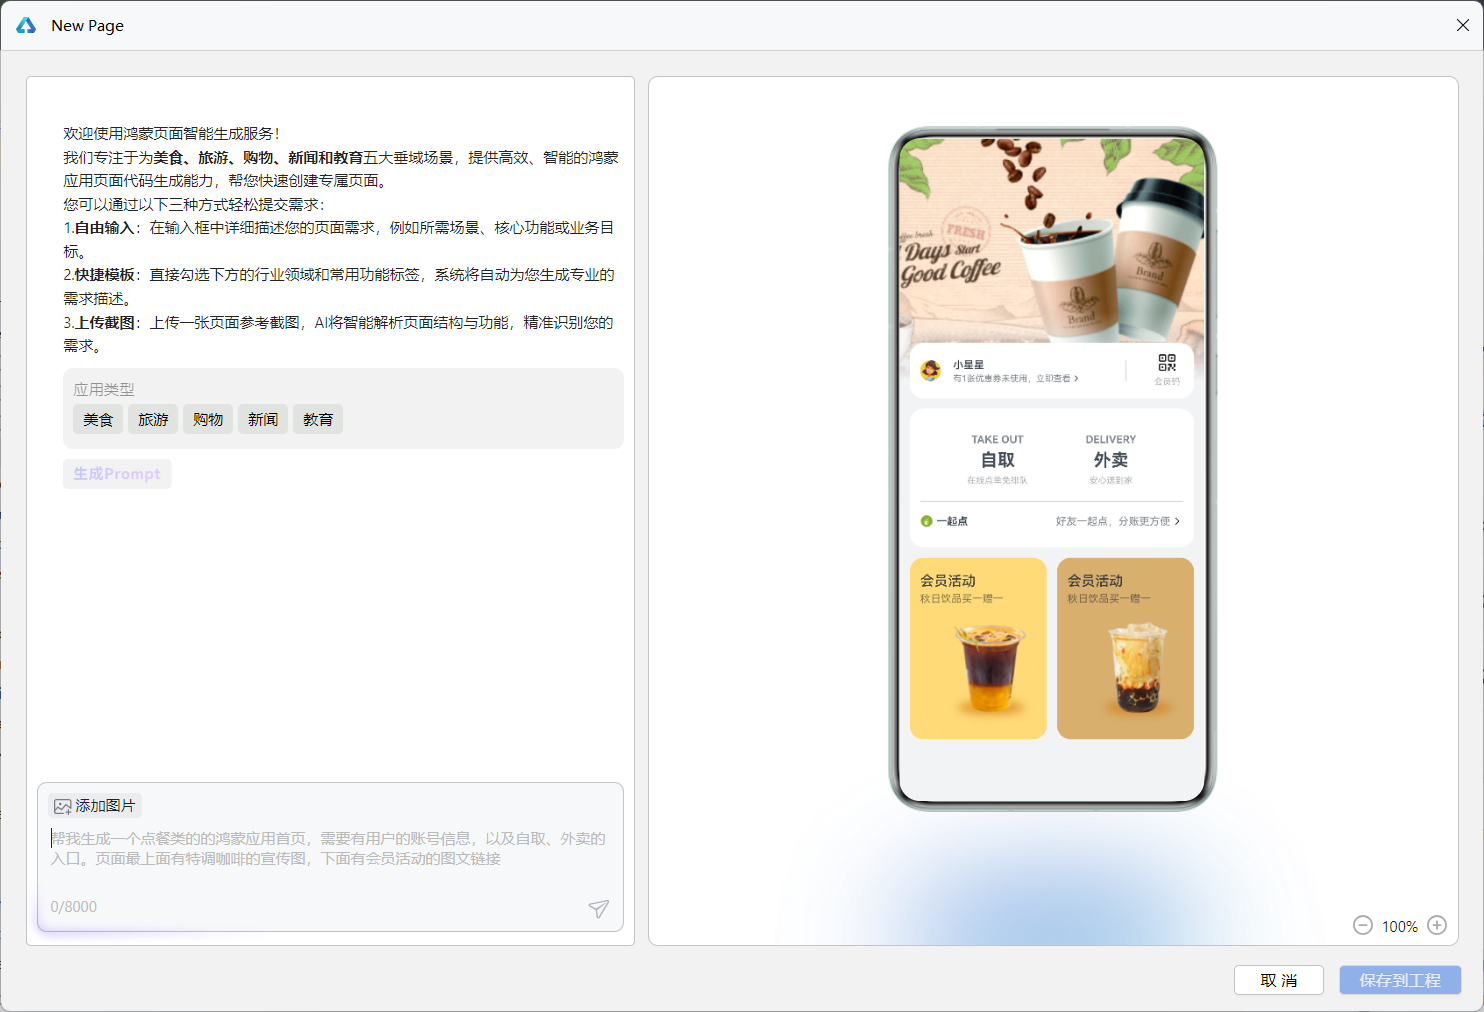 New Page
欢迎使用鸿蒙页面智能生成服务！
我们专注于为美食、旅游、购物、新闻和教育五大垂域场景，提供高效、智能的鸿蒙
应用页面代码生成能力，帮您快速创建专属页面。
您可以通过以下三种方式轻松提交需求：
1.自由输入：在输入框中详细描述您的页面需求，例如所需场景、核心功能或业务目
标。
2.快捷模板：直接勾选下方的行业领域和常用功能标签，系统将自动为您生成专业的
需求描述。
3.上传截图：上传一张页面参考截图，AI将智能解析页面结构与功能，精准识别您的
需求。
应用类型
美食 旅游 购物 新闻 教育
生成Prompt
添加图片
帮我生成一个点餐类的的鸿蒙应用首页，需要有用户的账号信息，以及自取、外卖的
入口。页面最上面有特调咖啡的宣传图，下面有会员活动的图文链接
0/8000
FRESH
Coffee fresh
Days Start
Good Coffee
Brand
Brand
小星星
有1张优惠券未使用，立即查看
会员码
TAKE OUT
自取
在线点单免排队
DELIVERY
外卖
安心送到家
一起点
好友一起点，分账更方便
会员活动
秋日饮品买一赠一
会员活动
秋日饮品买一赠一
100%
取 消
保存到工程